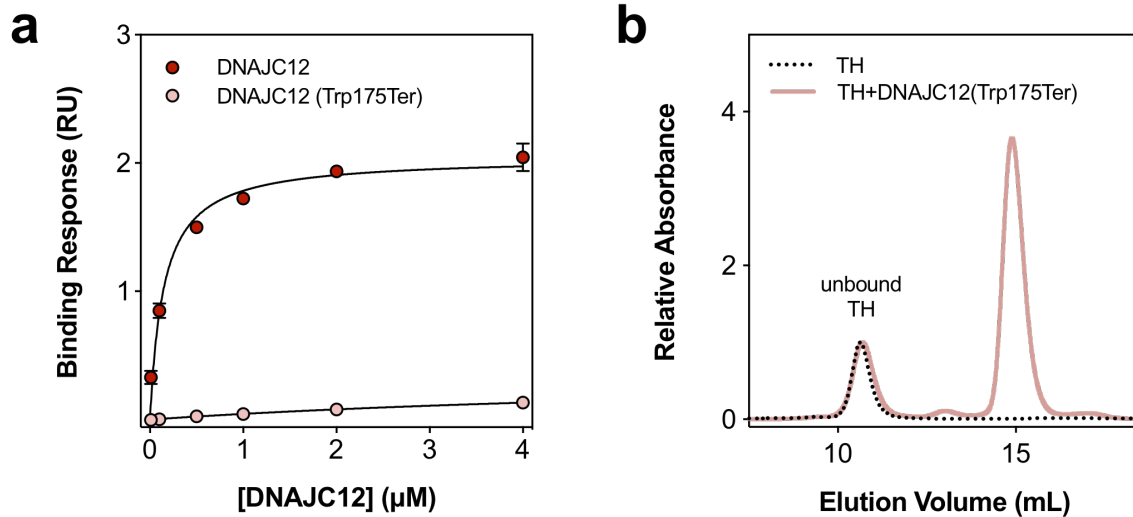 a
3
2
1
0
1
2
3
4
Binding Response (RU)
[DNAJC12] (μM)
DNAJC12
DNAJC12 (Trp175Ter)
b
4
2
0
10
15
Relative Absorbance
Elution Volume (mL)
TH
TH+DNAJC12(Trp175Ter)
unbound
TH